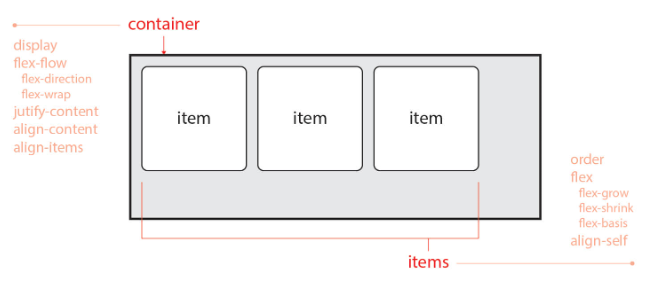 container
display
flex-flow
flex-direction
flex-wrap
jutify-content
align-content
align-items
item item item
order
flex
flex-grow
flex-shrink
flex-basis
align-self
items